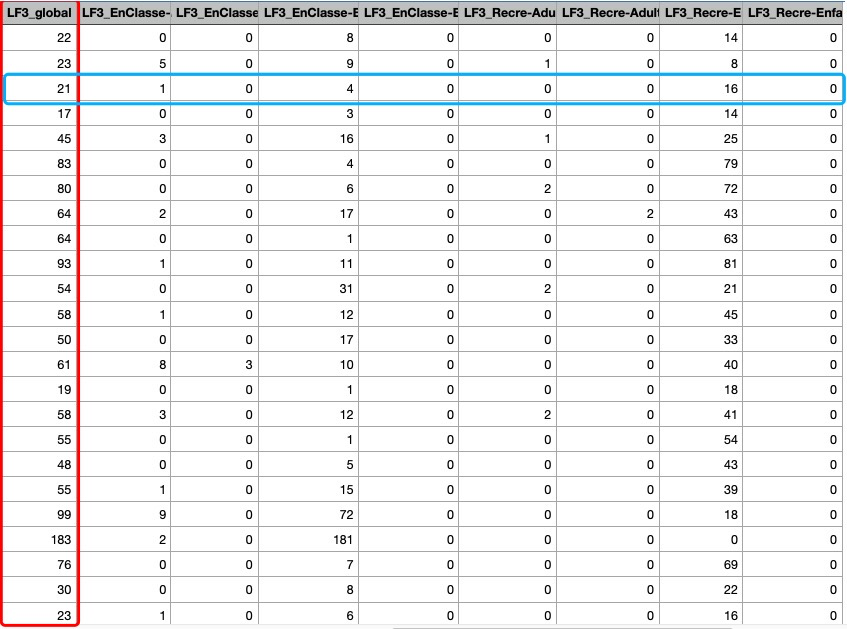 LF3_global LF3_EnClasse- LF3_EnClasse LF3_EnClasse-E LF3_EnClasse-E LF3_Recre-Adu LF3_Recre-Adult LF3_Recre-E LF3_Recre-Enfa
22 0 0 8 0 0 0 14 0
23 5 0 9 0 1 0 8 0
21 1 0 4 0 0 0 16 0
17 0 0 3 0 0 0 14 0
45 3 0 16 0 1 0 25 0
83 0 0 4 0 0 0 79 0
80 0 0 6 0 2 0 72 0
64 2 0 17 0 0 2 43 0
64 0 0 1 0 0 0 63 0
93 1 0 11 0 0 0 81 0
54 0 0 31 0 2 0 21 0
58 1 0 12 0 0 0 45 0
50 0 0 17 0 0 0 33 0
61 8 3 10 0 0 0 40 0
19 0 0 1 0 0 0 18 0
58 3 0 12 0 2 0 41 0
55 0 0 1 0 0 0 54 0
48 0 0 5 0 0 0 43 0
55 1 0 15 0 0 0 39 0
99 9 0 72 0 0 0 18 0
183 2 0 181 0 0 0 0 0
76 0 0 7 0 0 0 69 0
30 0 0 8 0 0 0 22 0
23 1 0 6 0 0 0 16 0